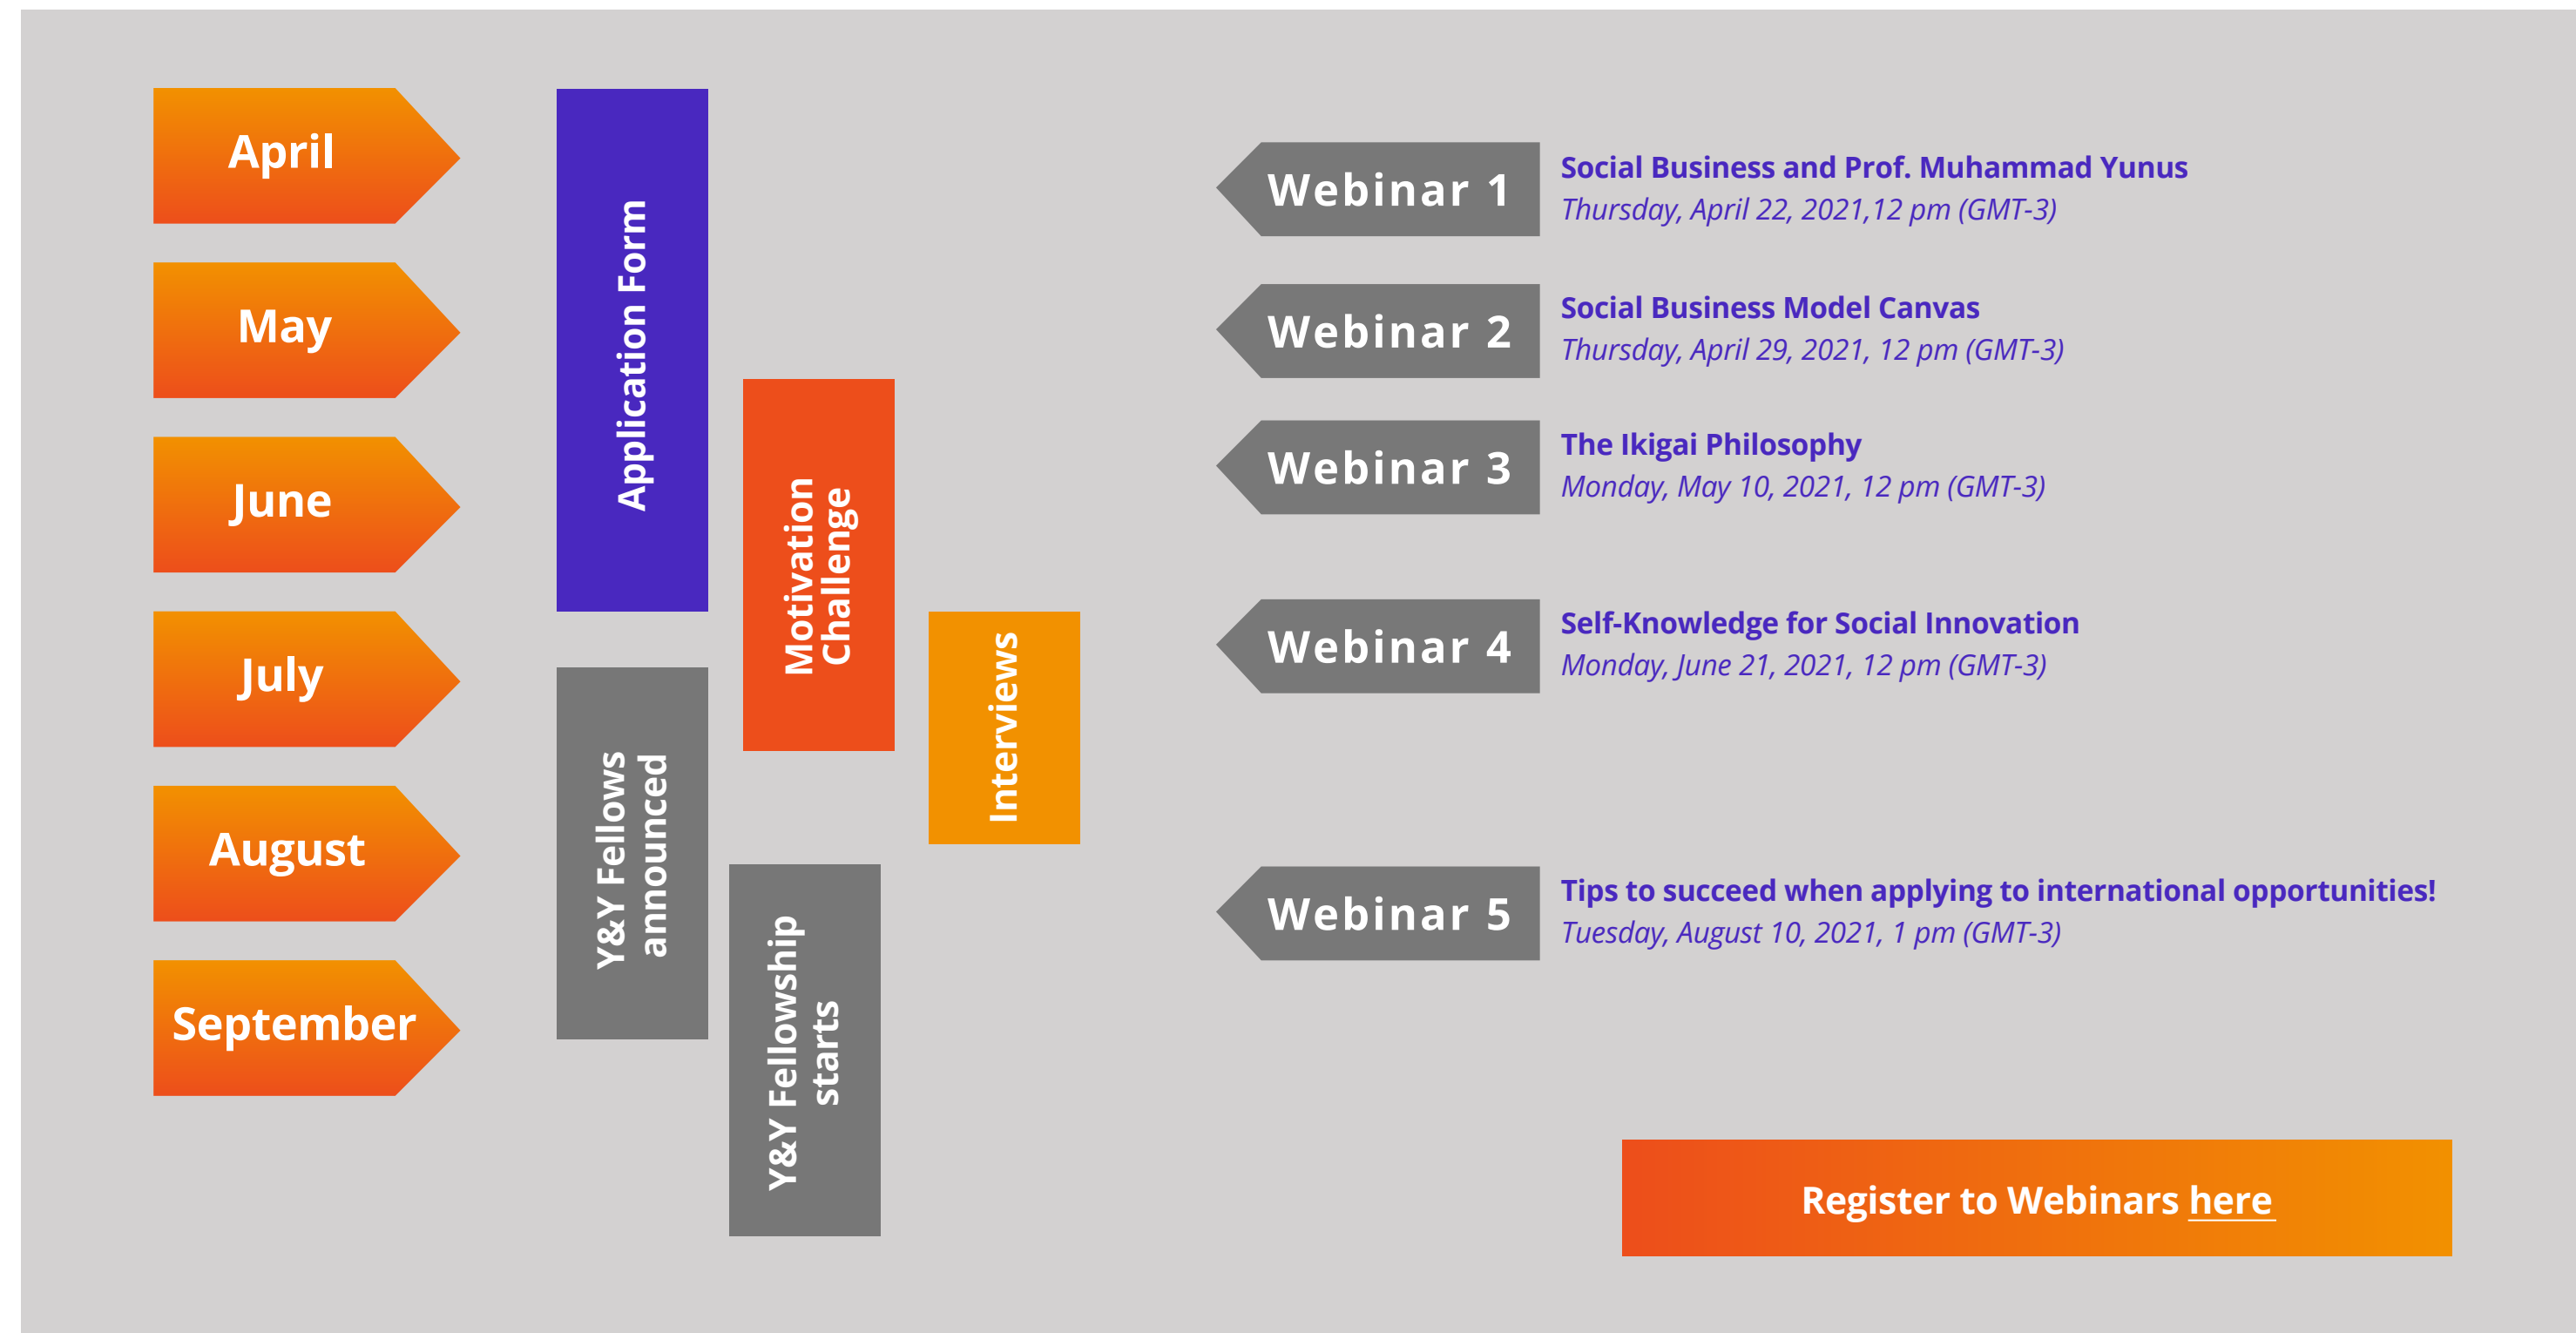 April
May
June
July
August
September
Application Form
Motivation
Challenge
Interviews
Y&Y Fellows
announced
Y&Y Fellowship
starts
Webinar 1
Social Business and Prof. Muhammad Yunus
Thursday, April 22, 2021,12 pm (GMT-3)
Webinar 2
Social Business Model Canvas
Thursday, April 29, 2021, 12 pm (GMT-3)
Webinar 3
The Ikigai Philosophy
Monday, May 10, 2021, 12 pm (GMT-3)
Webinar 4
Self-Knowledge for Social Innovation
Monday, June 21, 2021, 12 pm (GMT-3)
Webinar 5
Tips to succeed when applying to international opportunities!
Tuesday, August 10, 2021, 1 pm (GMT-3)
Register to Webinars here